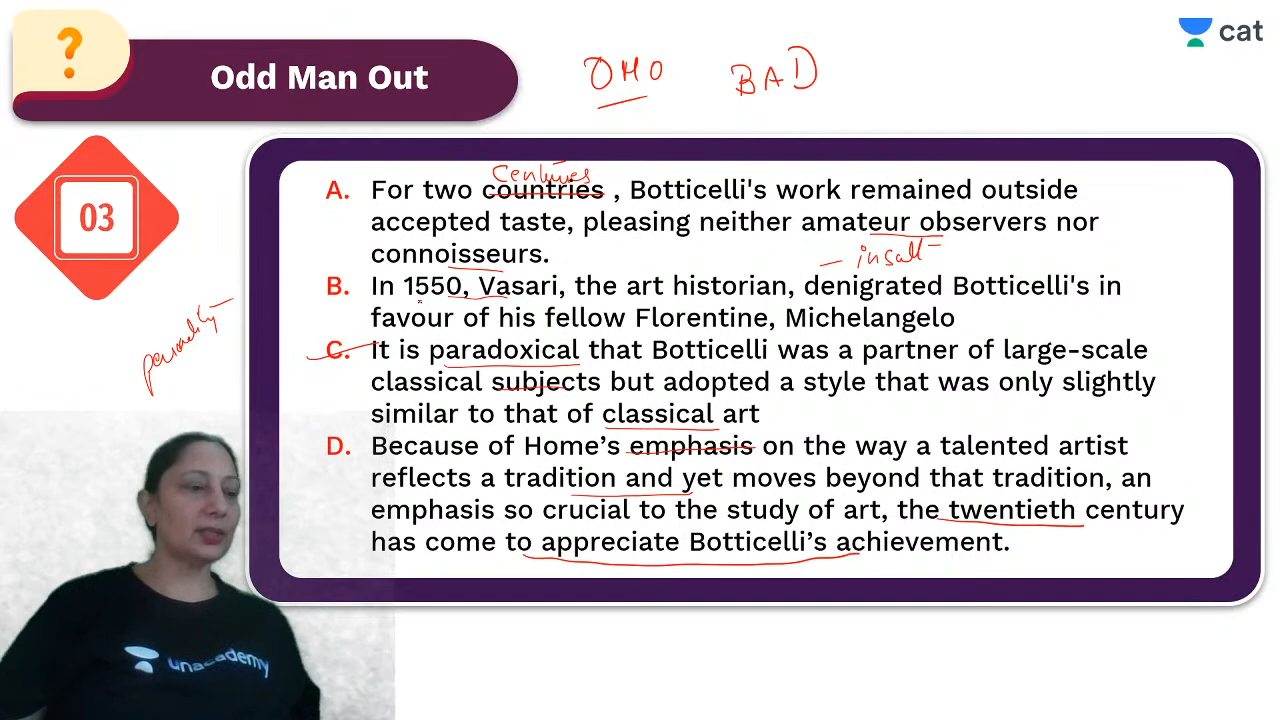 ?
Odd Man Out
OMO BAD
cat
03
centuries
A. For two countries , Botticelli's work remained outside
accepted taste, pleasing neither amateur observers nor
connoisseurs.
- insult -
B. In 1550, Vasari, the art historian, denigrated Botticelli's in
favour of his fellow Florentine, Michelangelo
C. It is paradoxical that Botticelli was a partner of large-scale
classical subjects but adopted a style that was only slightly
similar to that of classical art
D. Because of Home's emphasis on the way a talented artist
reflects a tradition and yet moves beyond that tradition, an
emphasis so crucial to the study of art, the twentieth century
has come to appreciate Botticelli's achievement.
unacademy